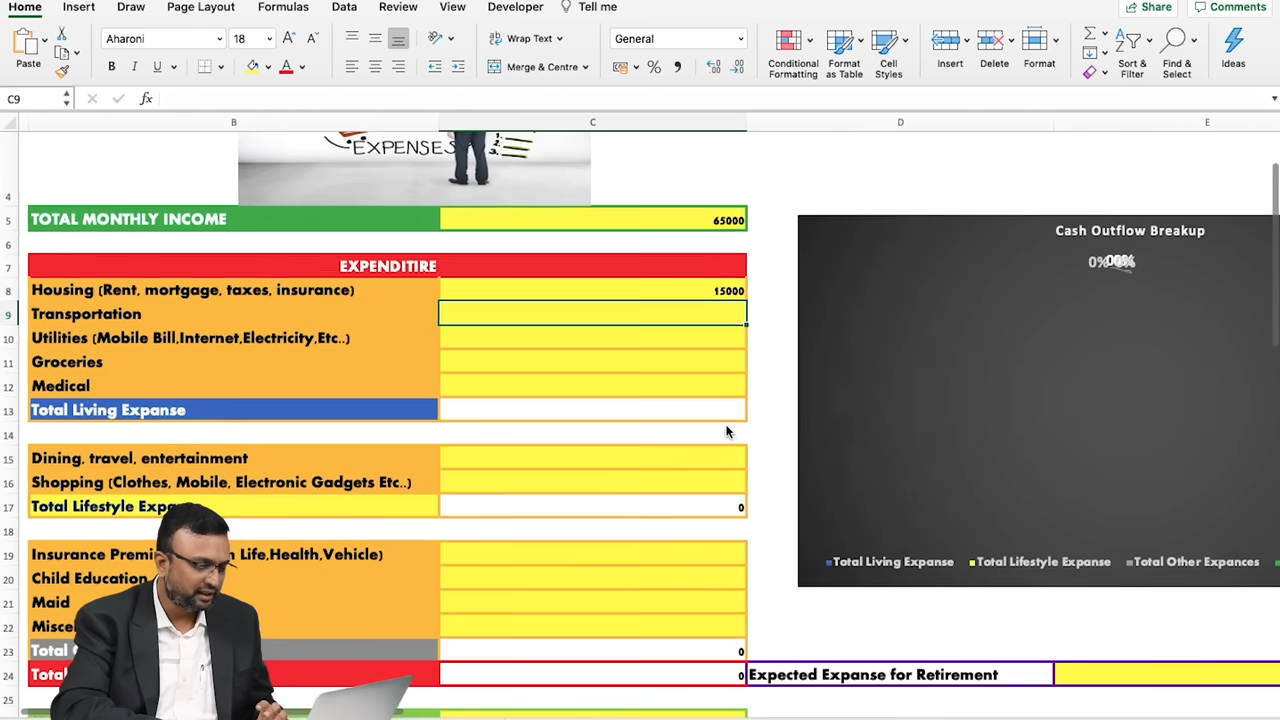 Home Insert Draw Page Layout Formulas Data Review View Developer Tell me Share Comments
Paste Aharoni 18 A A Wrap Text General Conditional Formatting Format as Table Cell Styles Insert Delete Format Sort & Filter Find & Select Ideas
B I U A Merge & Centre % 
C9 fx
B C D E
4 EXPENSES 1. 2. 3.
5 TOTAL MONTHLY INCOME 65000
6
7 EXPENDITIRE
8 Housing (Rent, mortgage, taxes, insurance) 15000
9 Transportation
10 Utilities (Mobile Bill,Internet,Electricity,Etc..)
11 Groceries
12 Medical
13 Total Living Expanse
14
15 Dining, travel, entertainment
16 Shopping (Clothes, Mobile, Electronic Gadgets Etc..)
17 Total Lifestyle 0
18
19 Insurance Life,Health,Vehicle)
20 Child Education
21 Maid
22
23 Total 0
24 Total 0 Expected Expanse for Retirement
25
Cash Outflow Breakup
0%
Total Living Expanse Total Lifestyle Expanse Total Other Expances